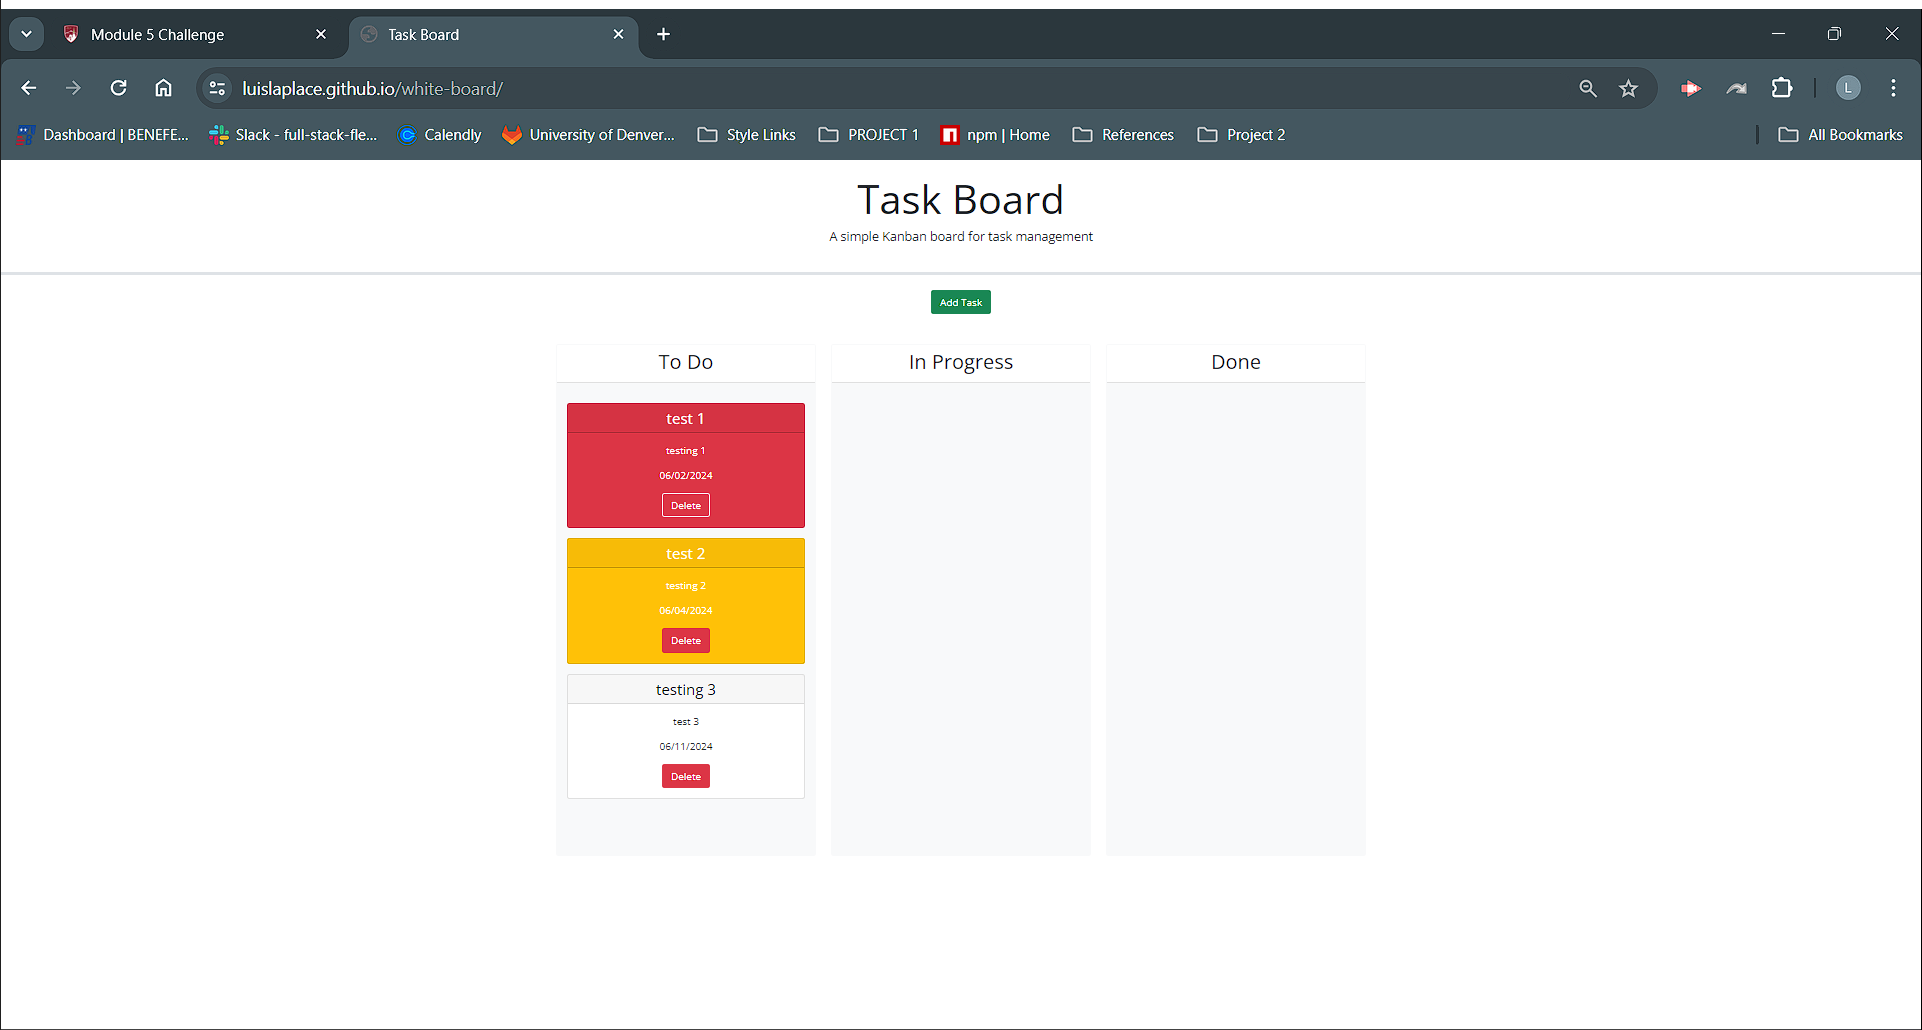 Module 5 Challenge
Task Board
luislaplace.github.io/white-board/
L
Dashboard | BENEFE...
Slack - full-stack-fle...
Calendly
University of Denver...
Style Links
PROJECT 1
npm | Home
References
Project 2
All Bookmarks
Task Board
A simple Kanban board for task management
Add Task
To Do
In Progress
Done
test 1
testing 1
06/02/2024
Delete
test 2
testing 2
06/04/2024
Delete
testing 3
test 3
06/11/2024
Delete